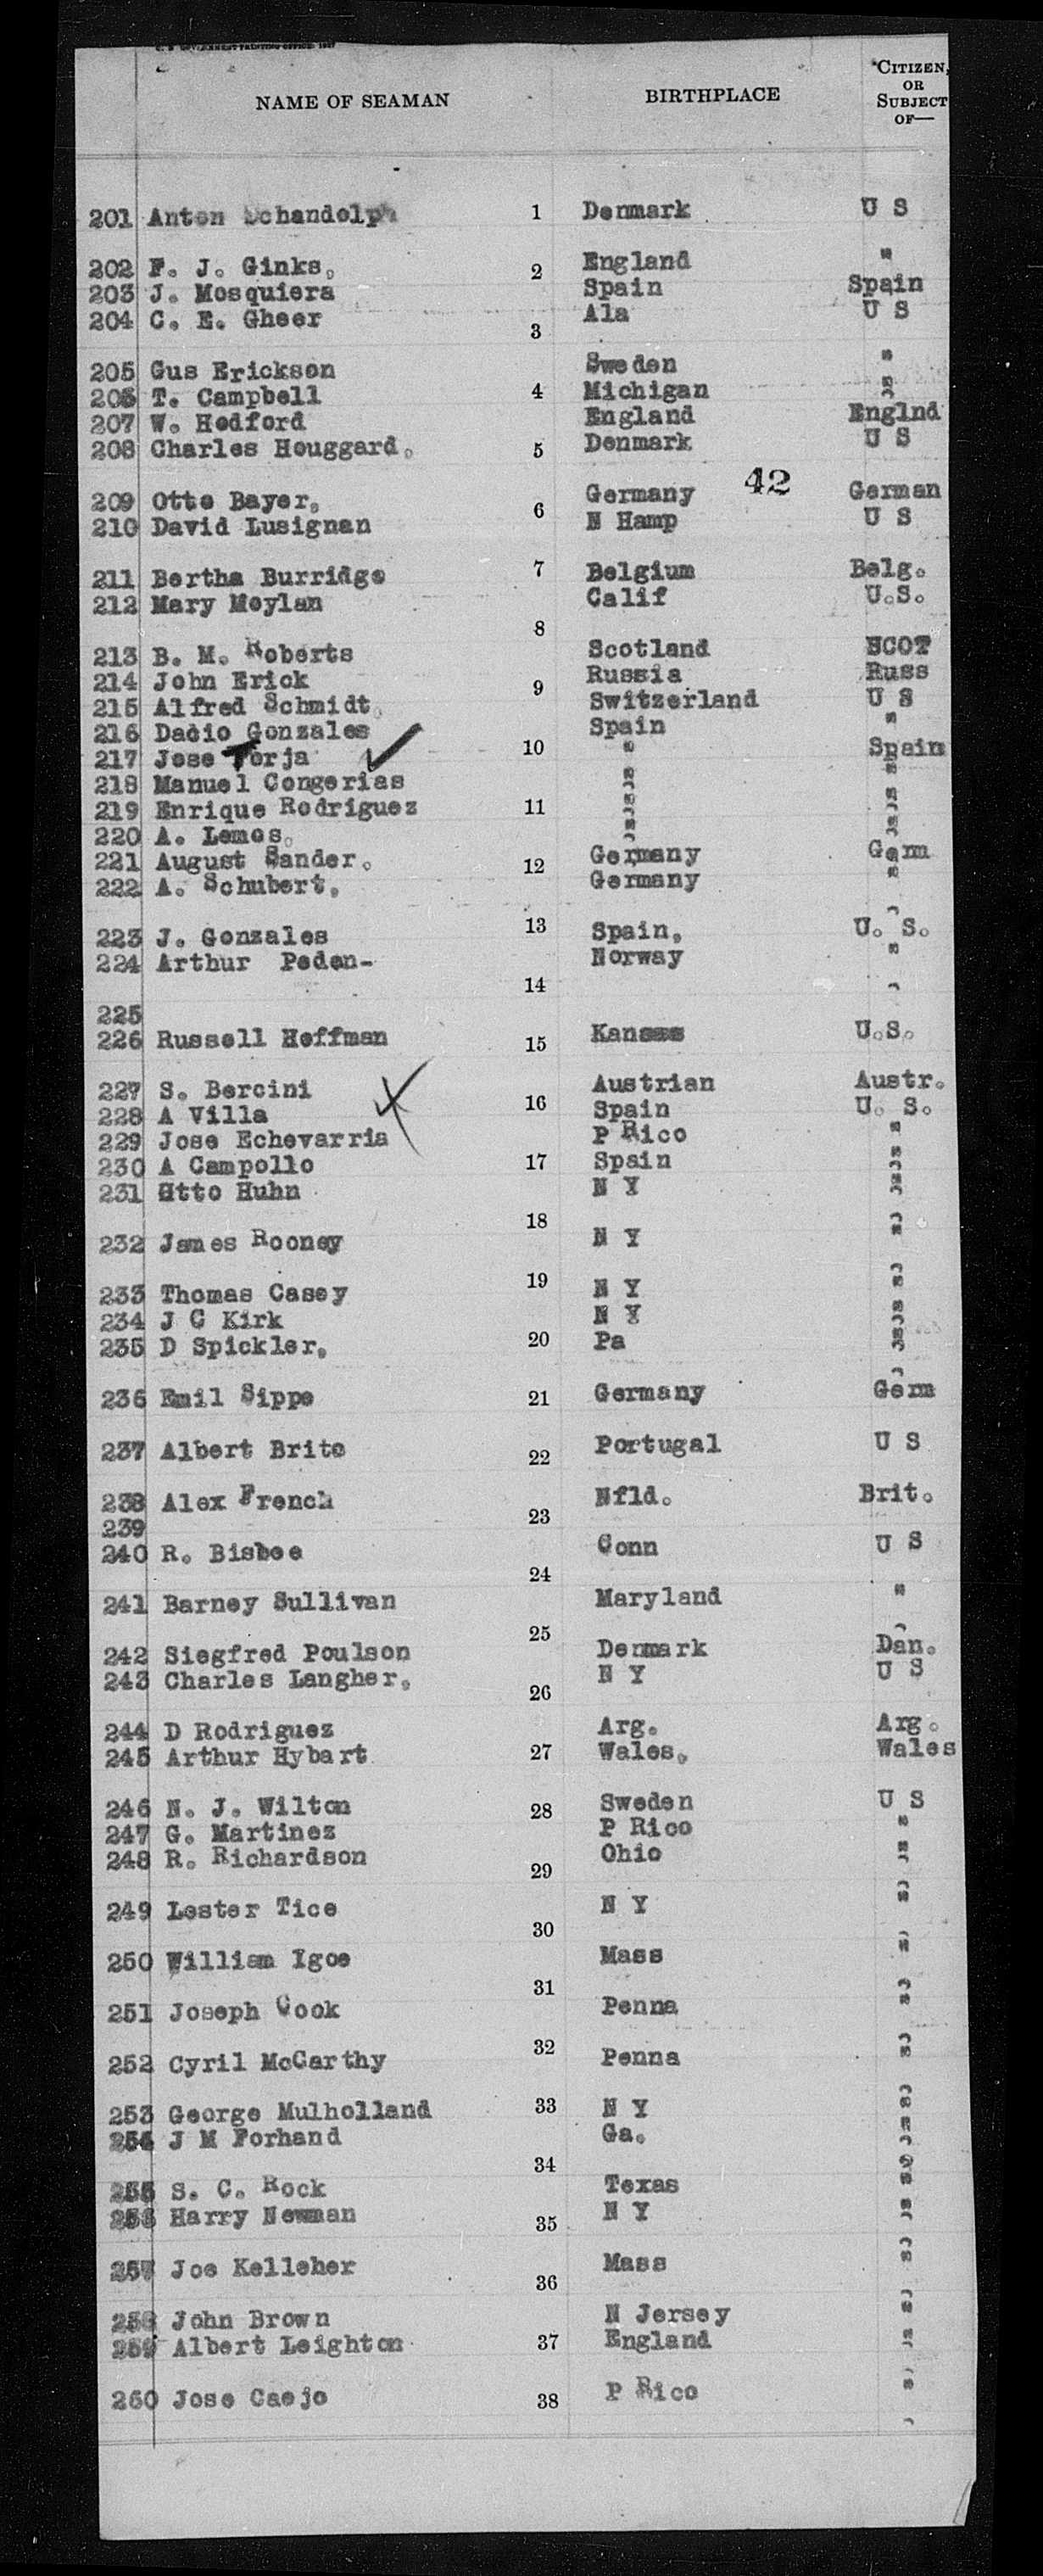 U. S. GOVERNMENT PRINTING OFFICE: 1927
NAME OF SEAMAN BIRTHPLACE *CITIZEN, OR SUBJECT OF—
201 Anton Schandolph 1 Denmark U S
202 F. J. Ginks. 2 England "
203 J. Mosquiera Spain Spain
204 C. E. Gheer 3 Ala U S
205 Gus Erickson Sweden "
206 T. Campbell 4 Michigan "
207 W. Hodford England Englnd
208 Charles Houggard. 5 Denmark U S
42
209 Otto Bayer. Germany German
210 David Lusignan 6 N Hamp U S
211 Bertha Burridge 7 Belgium Belg.
212 Mary Moylan Calif U.S.
8
213 B. M. Roberts Scotland SCOT
214 John Erick 9 Russia Russ
215 Alfred Schmidt. Switzerland U S
216 Dacio Gonzales Spain "
217 Jose Torja 10 " Spain
218 Manuel Congerias " "
219 Enrique Rodriguez 11 " "
220 A. Lemos. " "
221 August Sander. 12 Germany Germ
222 A. Schubert. Germany "
223 J. Gonzales 13 Spain. U. S.
224 Arthur Peden- Norway "
14
225
226 Russell Hoffman 15 Kansas U.S.
227 S. Bercini Austrian Austr.
228 A Villa 16 Spain U. S.
229 Jose Echevarria P Rico "
230 A Campollo 17 Spain "
231 Otto Huhn N Y "
18
232 James Rooney N Y "
233 Thomas Casey 19 N Y "
234 J C Kirk N Y "
235 D Spickler. 20 Pa "
236 Emil Sippe 21 Germany Germ
237 Albert Brito 22 Portugal U S
238 Alex French 23 Nfld. Brit.
239
240 R. Bisbee Conn U S
24
241 Barney Sullivan Maryland "
25
242 Siegfred Poulson Denmark Dan.
243 Charles Langher. 26 N Y U S
244 D Rodriguez Arg. Arg.
245 Arthur Hybart 27 Wales. Wales
246 N. J. Wilton 28 Sweden U S
247 G. Martinez P Rico "
248 R. Richardson 29 Ohio "
249 Lester Tice N Y "
30
250 William Igoe Mass "
31
251 Joseph Cook Penna "
32
252 Cyril McCarthy Penna "
253 George Mulholland 33 N Y "
254 J M Forhand Ga. "
34
255 S. C. Rock Texas "
256 Harry Newman 35 N Y "
257 Joe Kelleher Mass "
36
258 John Brown N Jersey "
259 Albert Leighton 37 England "
260 Jose Caejo 38 P Rico "